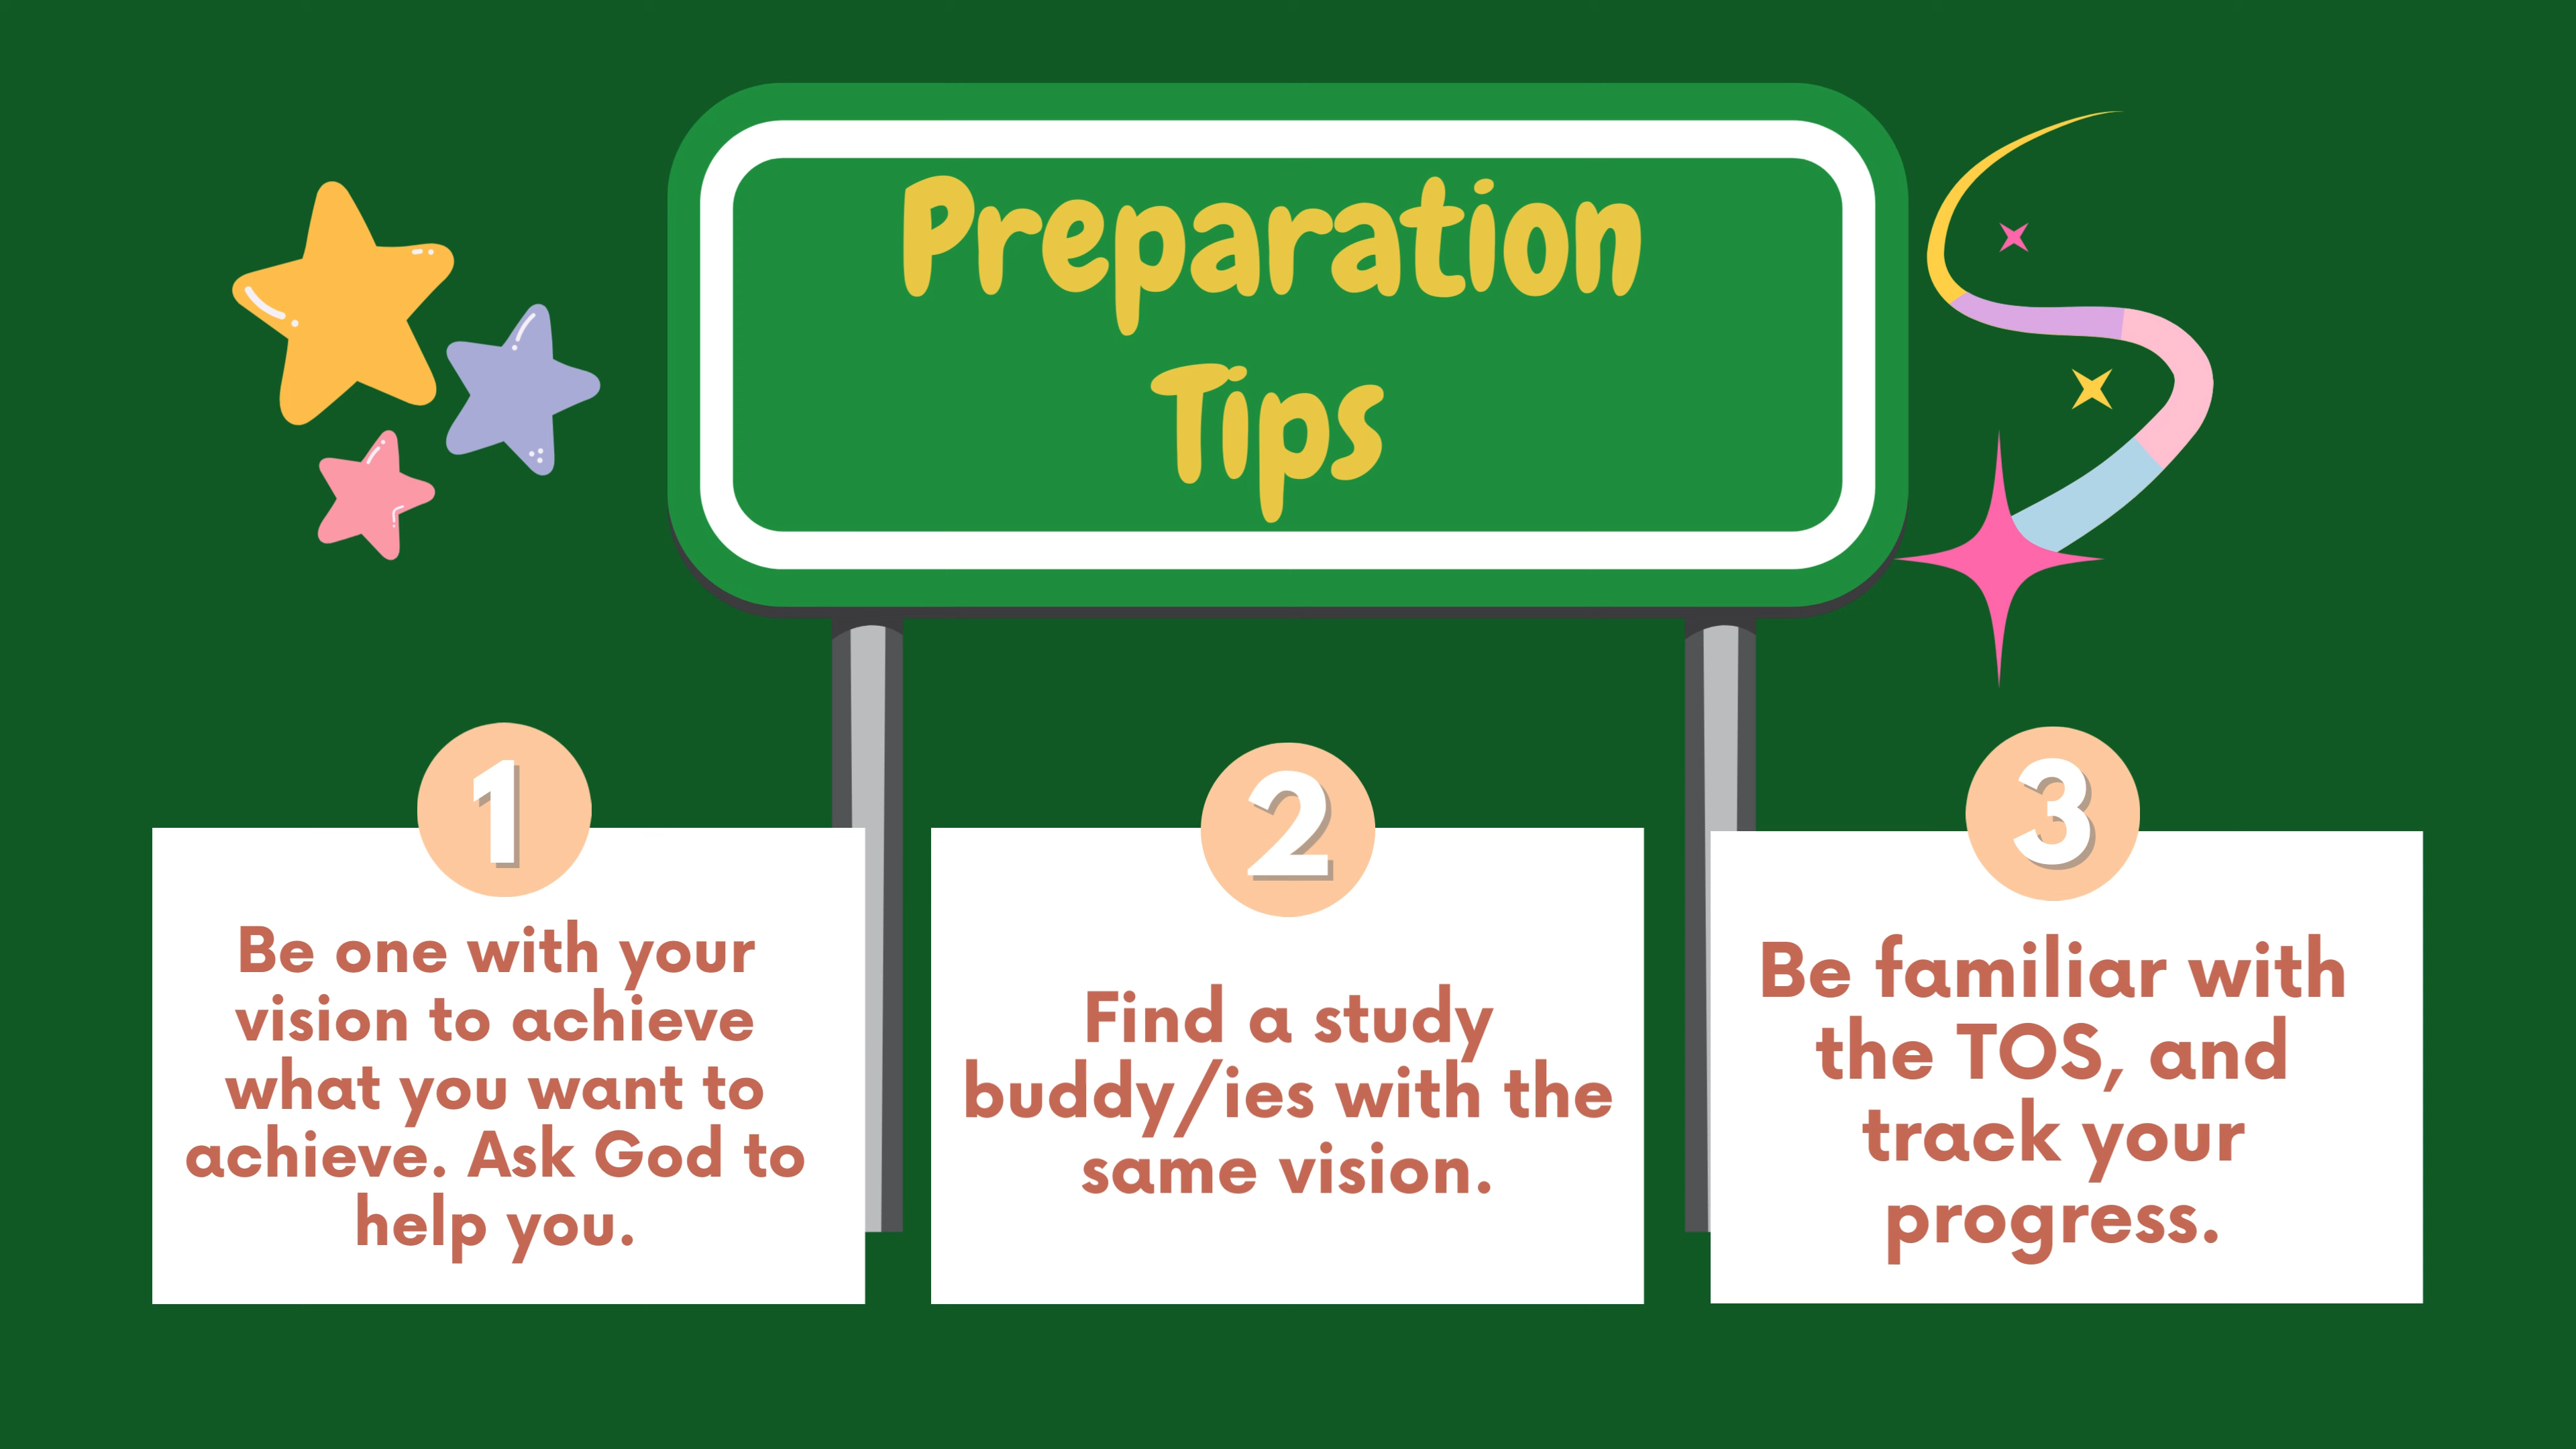 Preparation
Tips
1
Be one with your
vision to achieve
what you want to
achieve. Ask God to
help you.
2
Find a study
buddy/ies with the
same vision.
3
Be familiar with
the TOS, and
track your
progress.